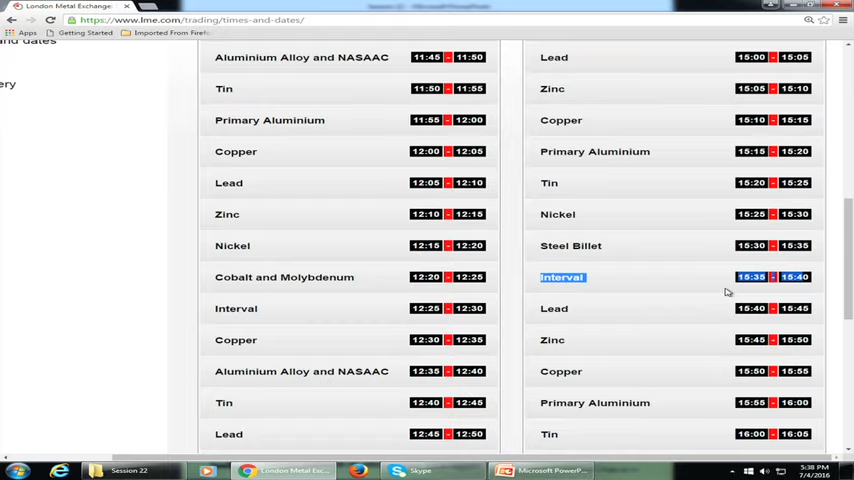 Session 22 - Microsoft PowerPoint
London Metal Exchange:
https://www.lme.com/trading/times-and-dates/
Apps Getting Started Imported From Firef
and dates
ery
Aluminium Alloy and NASAAC 11:45 - 11:50
Tin 11:50 - 11:55
Primary Aluminium 11:55 - 12:00
Copper 12:00 - 12:05
Lead 12:05 - 12:10
Zinc 12:10 - 12:15
Nickel 12:15 - 12:20
Cobalt and Molybdenum 12:20 - 12:25
Interval 12:25 - 12:30
Copper 12:30 - 12:35
Aluminium Alloy and NASAAC 12:35 - 12:40
Tin 12:40 - 12:45
Lead 12:45 - 12:50
Lead 15:00 - 15:05
Zinc 15:05 - 15:10
Copper 15:10 - 15:15
Primary Aluminium 15:15 - 15:20
Tin 15:20 - 15:25
Nickel 15:25 - 15:30
Steel Billet 15:30 - 15:35
Interval 15:35 - 15:40
Lead 15:40 - 15:45
Zinc 15:45 - 15:50
Copper 15:50 - 15:55
Primary Aluminium 15:55 - 16:00
Tin 16:00 - 16:05
Session 22 London Metal Exc... Skype Microsoft PowerP...
5:38 PM
7/4/2016